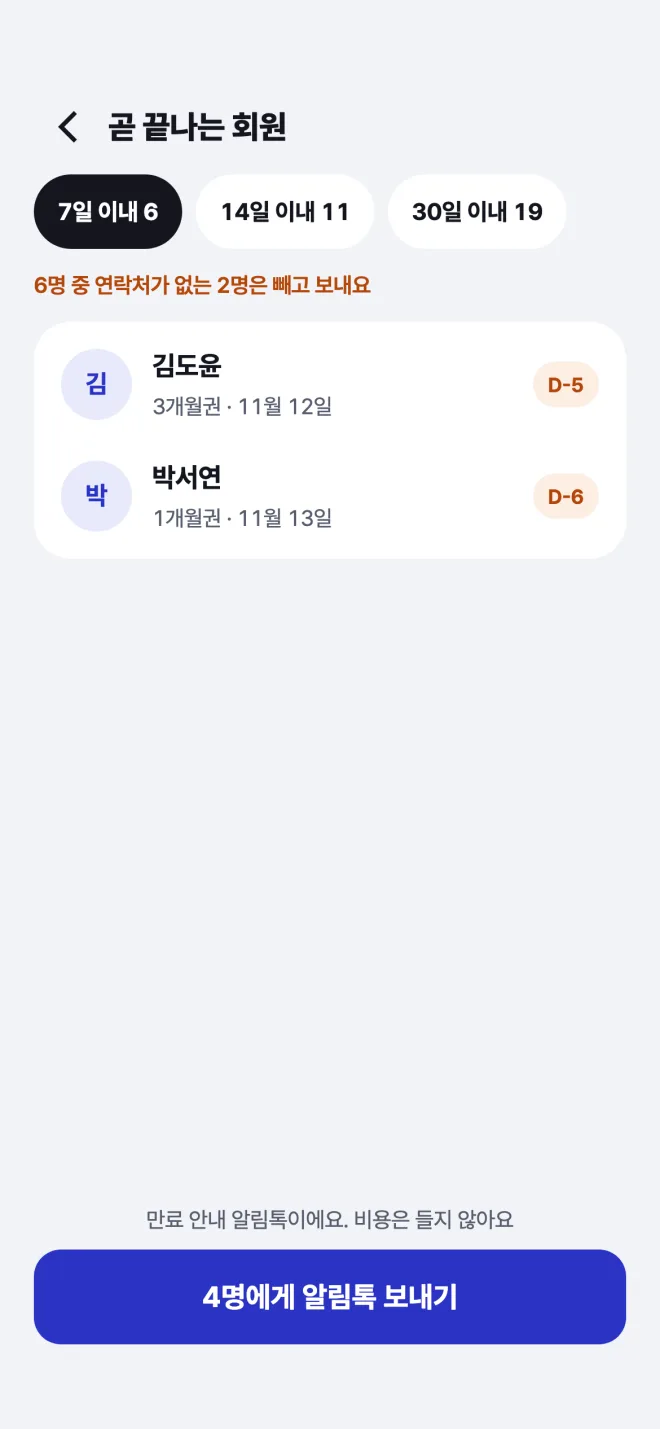 곧 끝나는 회원
7일 이내 6
14일 이내 11
30일 이내 19
6명 중 연락처가 없는 2명은 빼고 보내요
김
김도윤
3개월권 · 11월 12일
D-5
박
박서연
1개월권 · 11월 13일
D-6
만료 안내 알림톡이에요. 비용은 들지 않아요
4명에게 알림톡 보내기